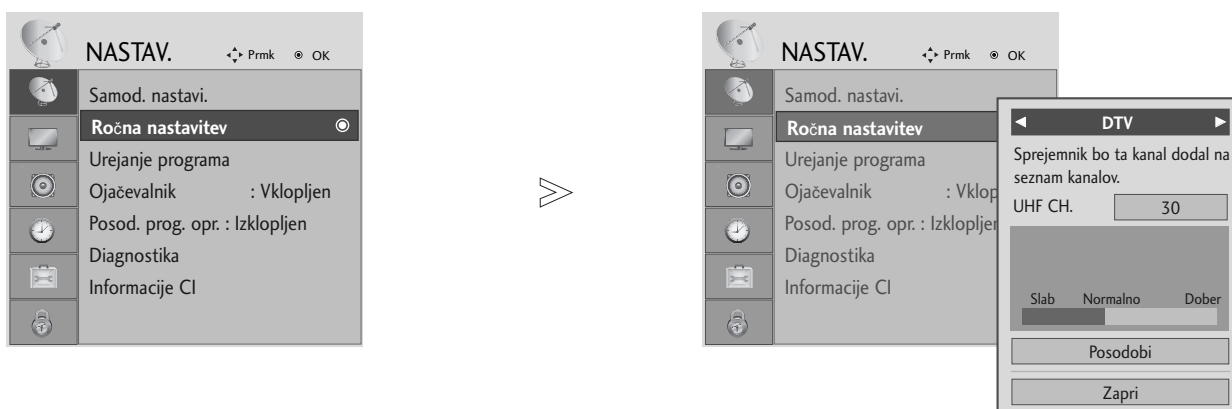 NASTAV. Prmk OK
Samod. nastavi.
Ročna nastavitev
Urejanje programa
Ojačevalnik : Vklopljen
Posod. prog. opr. : Izklopljen
Diagnostika
Informacije CI
NASTAV. Prmk OK
Samod. nastavi.
Ročna nastavitev
Urejanje programa
Ojačevalnik : Vklop
Posod. prog. opr. : Izkloplje
Diagnostika
Informacije CI
DTV
Sprejemnik bo ta kanal dodal na
seznam kanalov.
UHF CH. 30
Slab Normalno Dober
Posodobi
Zapri